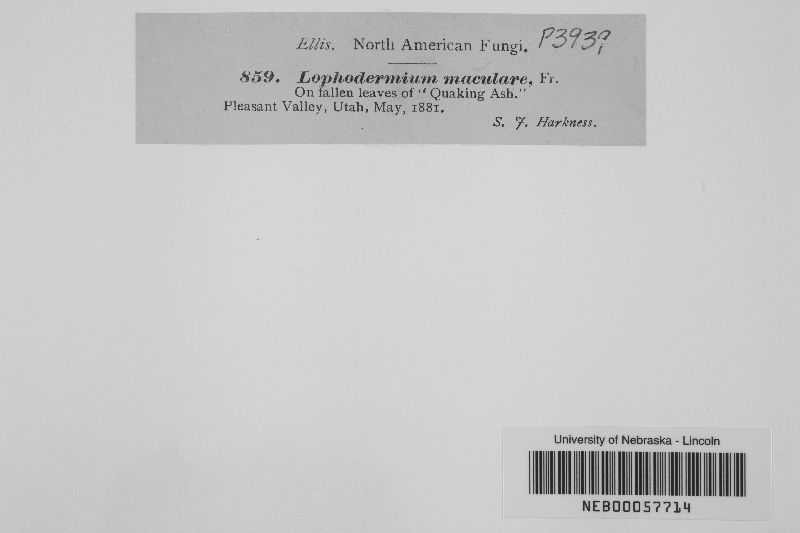 Ellis. North American Fungi.
859. Lophodermium maculare, Fr.
On fallen leaves of "Quaking Ash."
Pleasant Valley, Utah, May, 1881.
S. J. Harkness.
University of Nebraska - Lincoln
NEB00057714